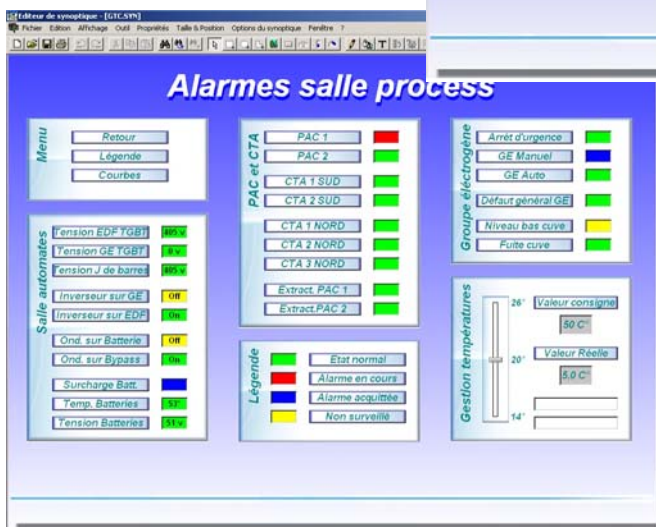 Editeur de synoptique - [GTC.SYN]
Fichier Edition Affichage Outil Propriétés Taille & Position Options du synoptique Fenêtre ?
Alarmes salle process
Menu
Retour
Légende
Courbes
Salle automates
Tension EDF TGBT 405 v
Tension GE TGBT 0 v
Tension J de barres 405 v
Inverseur sur GE Off
Inverseur sur EDF On
Ond. sur Batterie Off
Ond. sur Bypass On
Surcharge Batt.
Temp. Batteries 53°
Tension Batteries 51 v
PAC et CTA
PAC 1
PAC 2
CTA 1 SUD
CTA 2 SUD
CTA 1 NORD
CTA 2 NORD
CTA 3 NORD
Extract. PAC 1
Extract.PAC 2
Légende
Etat normal
Alarme en cours
Alarme acquittée
Non surveillé
Groupe éléctrogène
Arrêt d'urgence
GE Manuel
GE Auto
Défaut général GE
Niveau bas cuve
Fuite cuve
Gestion températures
26°
20°
14°
Valeur consigne
50 C°
Valeur Réelle
5,0 C°